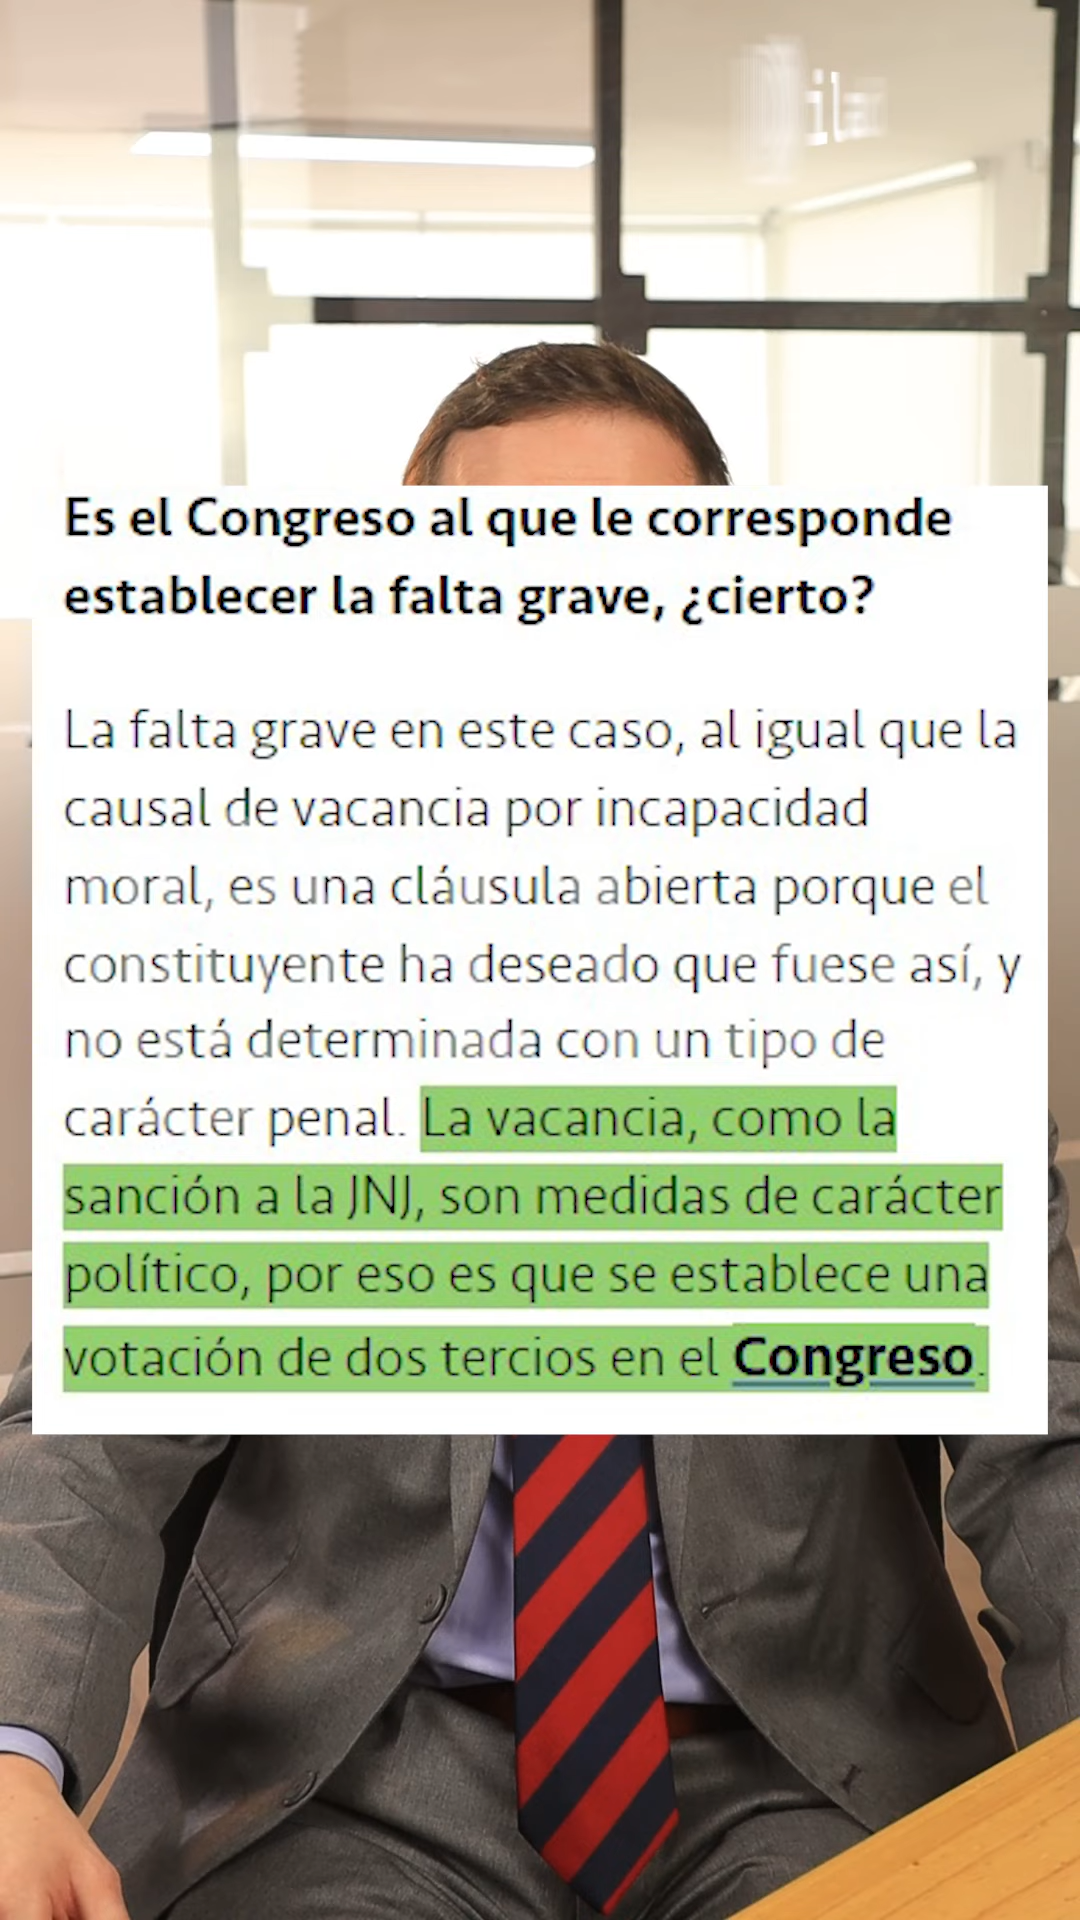 Es el Congreso al que le corresponde
establecer la falta grave, ¿cierto?
La falta grave en este caso, al igual que la
causal de vacancia por incapacidad
moral, es una cláusula abierta porque el
constituyente ha deseado que fuese así, y
no está determinada con un tipo de
carácter penal. La vacancia, como la
sanción a la JNJ, son medidas de carácter
político, por eso es que se establece una
votación de dos tercios en el Congreso.